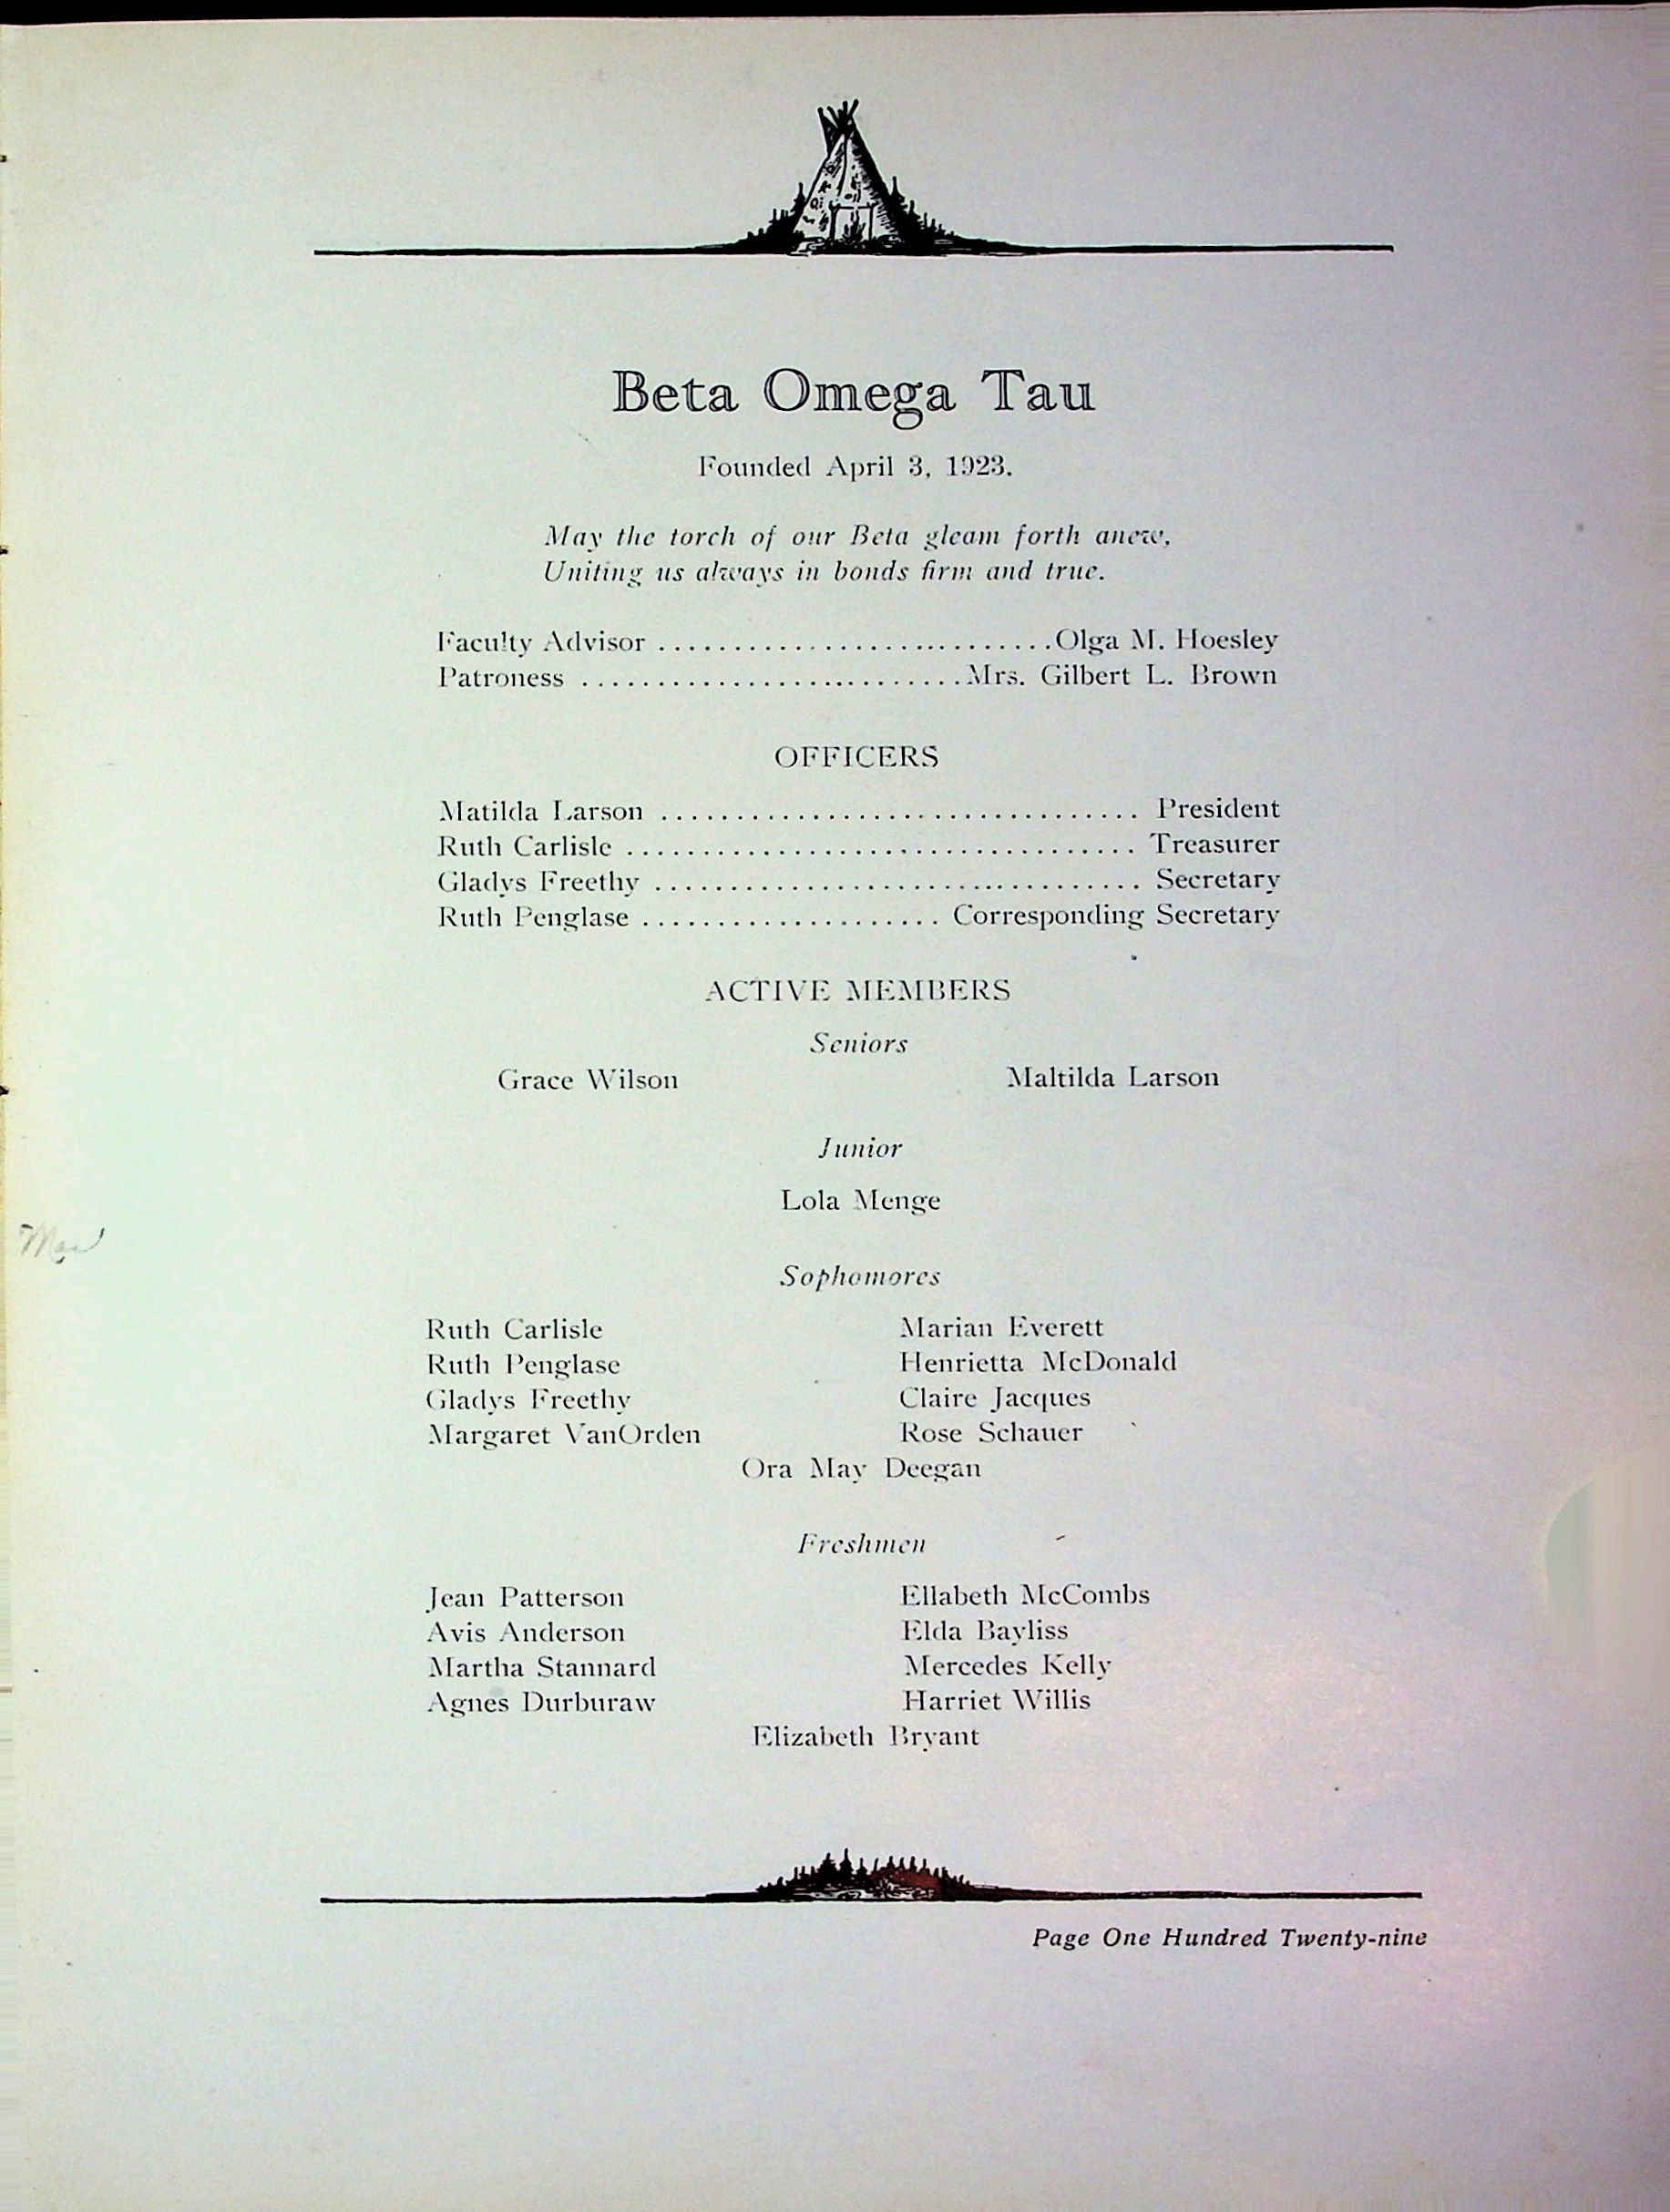 Beta Omega Tau
Founded April 3, 1923.
May the torch of our Beta gleam forth anew,
Uniting us always in bonds firm and true.
Faculty Advisor ..............................Olga M. Hoesley
Patroness ..........................Mrs. Gilbert L. Brown
OFFICERS
Matilda Larson ................................ President
Ruth Carlisle .................................. Treasurer
Gladys Freethy ................................ Secretary
Ruth Penglase .................... Corresponding Secretary
ACTIVE MEMBERS
Seniors
Grace Wilson Maltilda Larson
Junior
Lola Menge
Sophomores
Ruth Carlisle Marian Everett
Ruth Penglase Henrietta McDonald
Gladys Freethy Claire Jacques
Margaret VanOrden Rose Schauer
Ora May Deegan
Freshmen
Jean Patterson Ellabeth McCombs
Avis Anderson Elda Bayliss
Martha Stannard Mercedes Kelly
Agnes Durburaw Harriet Willis
Elizabeth Bryant
Page One Hundred Twenty-nine